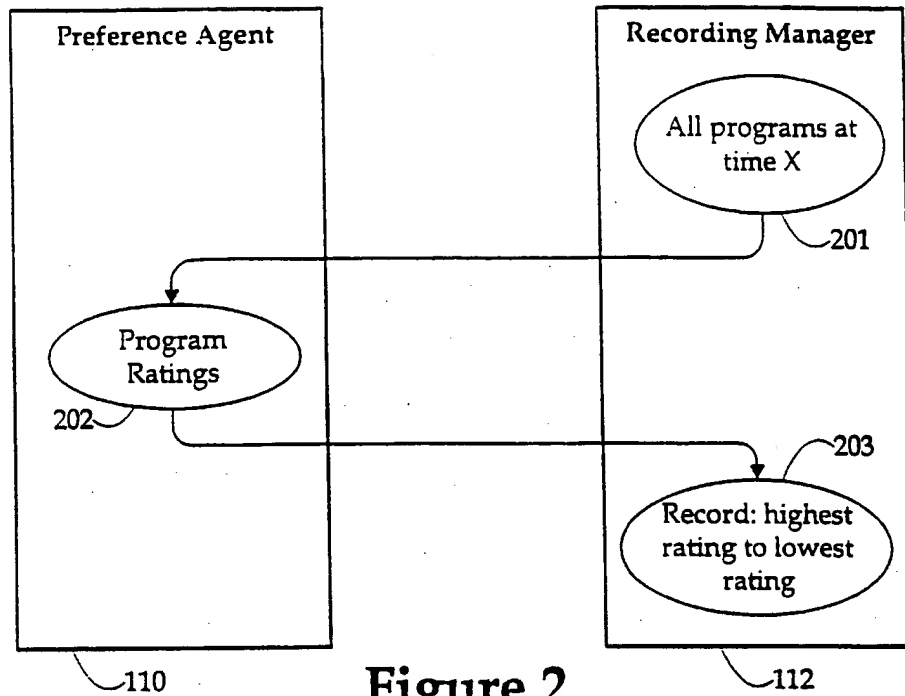 Preference Agent
Recording Manager
All programs at
time X
201
Program
Ratings
202
203
Record: highest
rating to lowest
rating
110
Figure 2
112